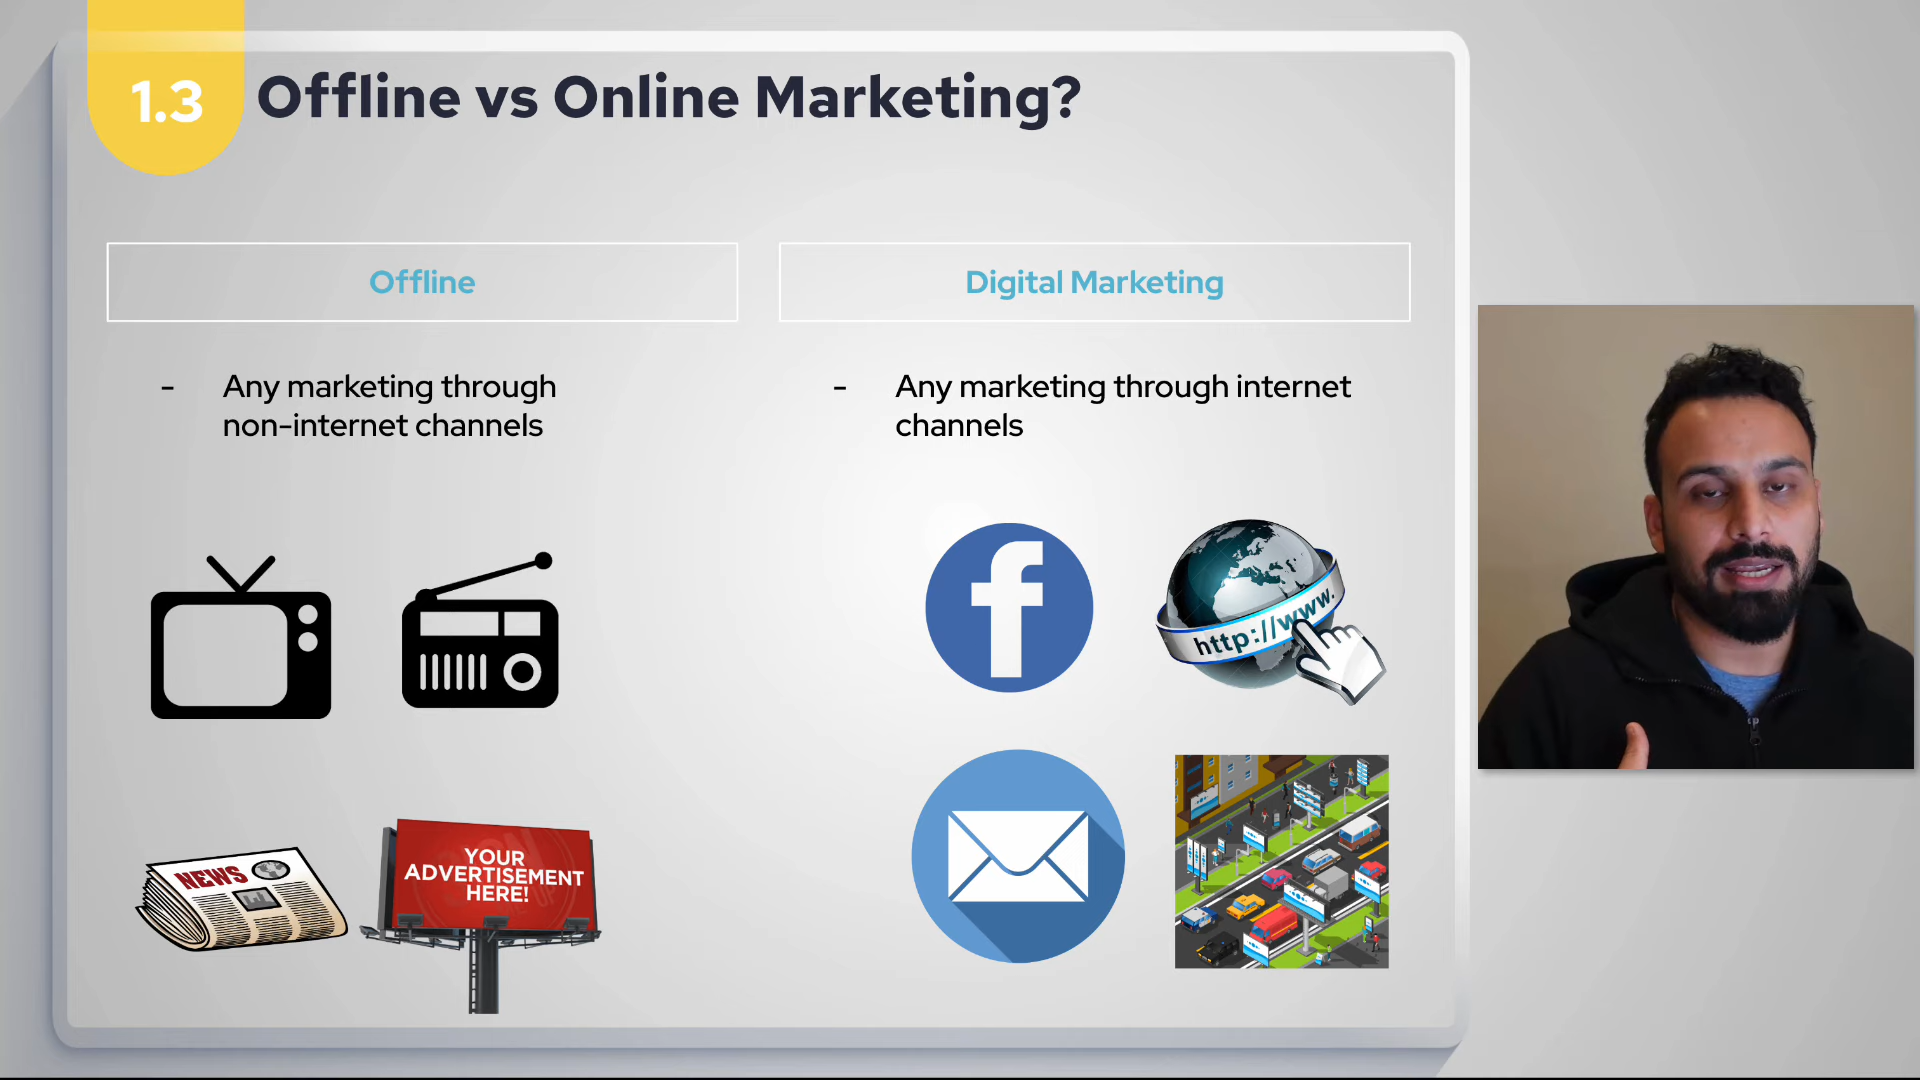 1.3
Offline vs Online Marketing?
Offline
- Any marketing through
non-internet channels
NEWS
YOUR
ADVERTISEMENT
HERE!
Digital Marketing
- Any marketing through internet
channels
f
http://www.